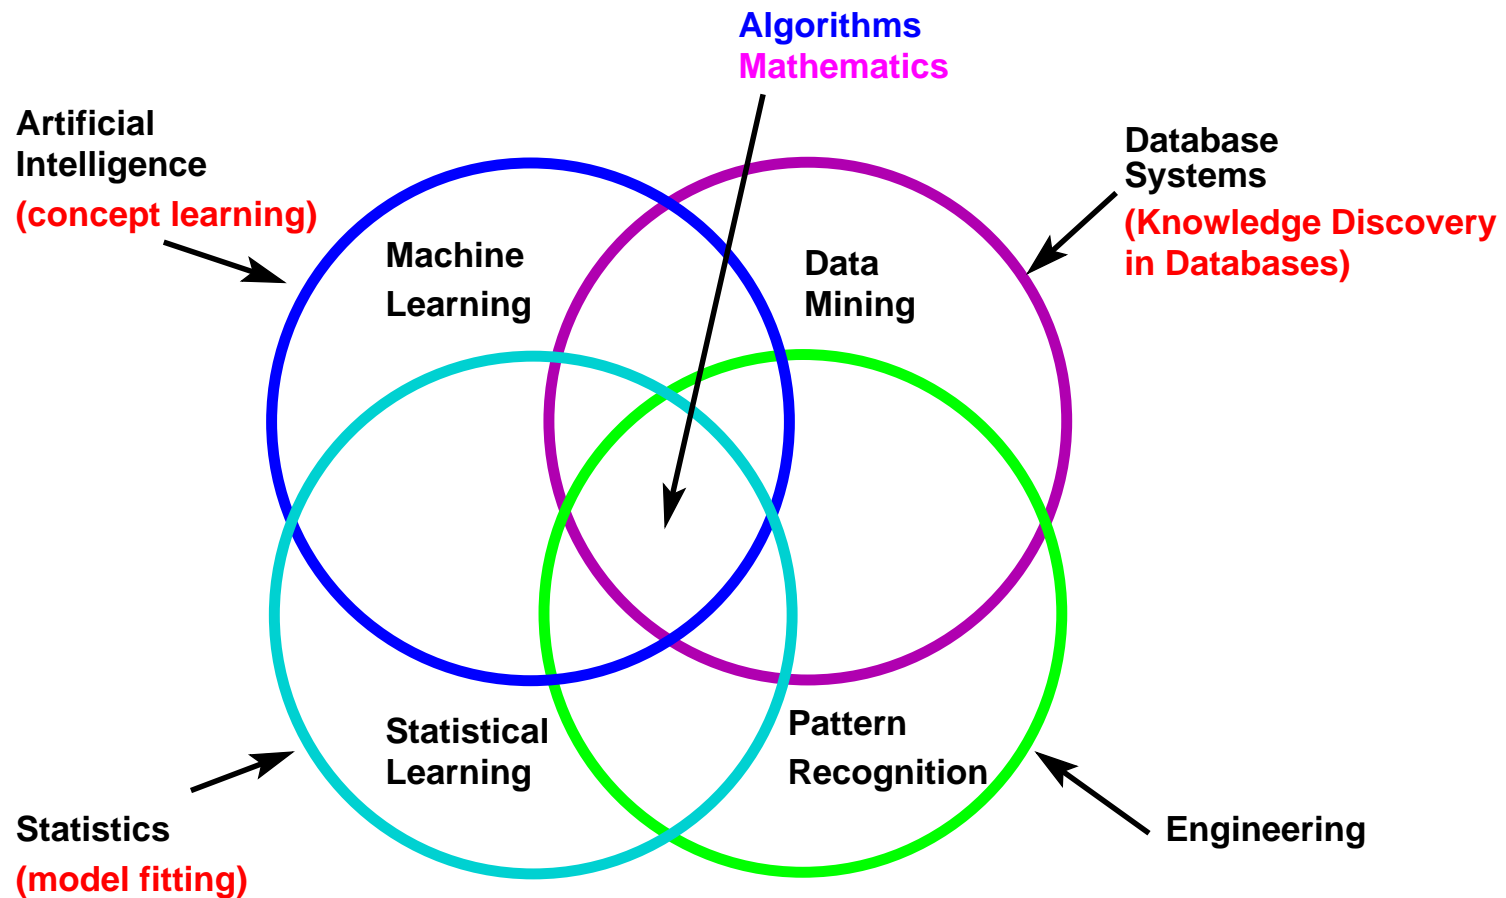 Algorithms
Mathematics
Artificial
Intelligence
(concept learning)
Database
Systems
(Knowledge Discovery
in Databases)
Machine
Learning
Data
Mining
Statistical
Learning
Pattern
Recognition
Statistics
(model fitting)
Engineering